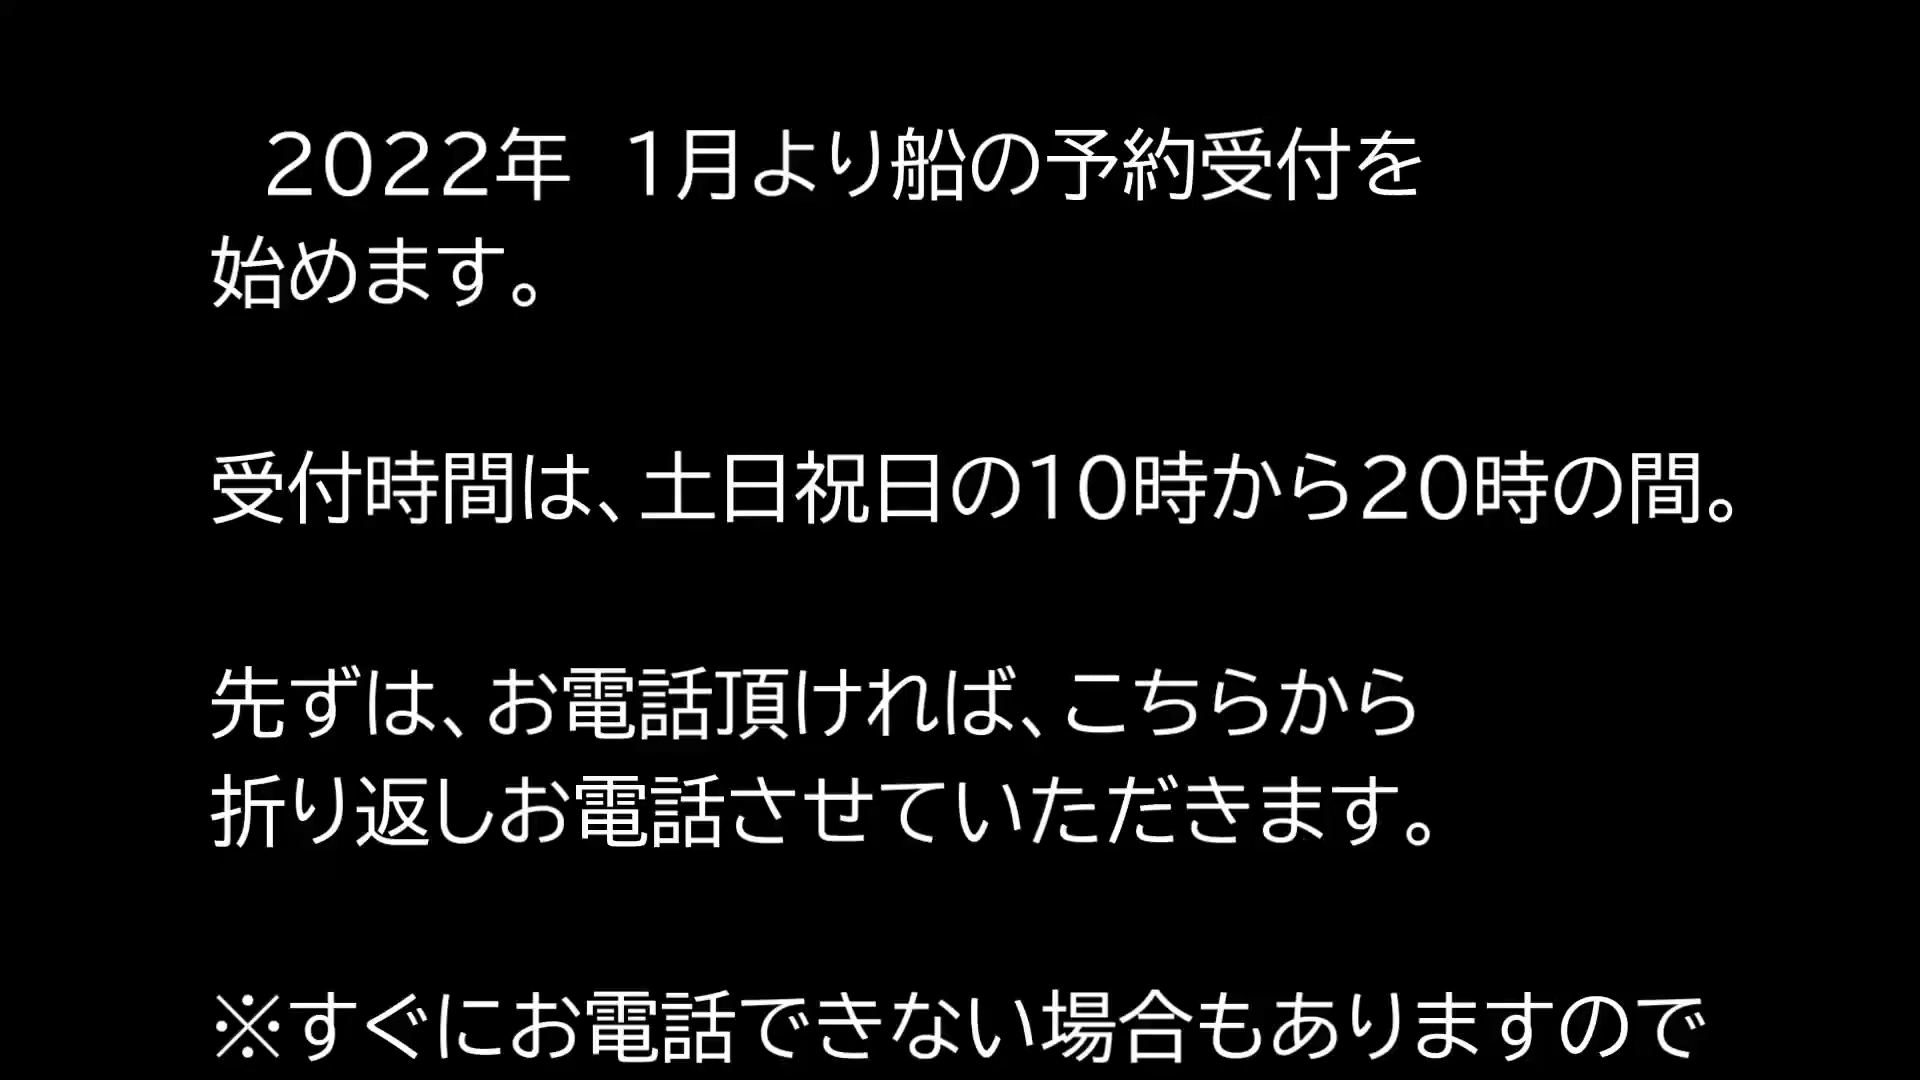 2022年　1月より船の予約受付を
始めます。
受付時間は、土日祝日の10時から20時の間。
先ずは、お電話頂ければ、こちらから
折り返しお電話させていただきます。
※すぐにお電話できない場合もありますので